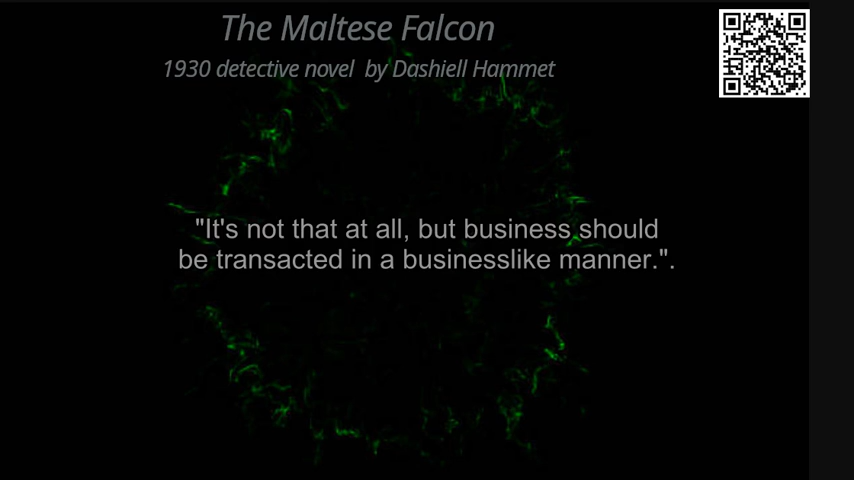 The Maltese Falcon
1930 detective novel by Dashiell Hammet
"It's not that at all, but business should
be transacted in a businesslike manner.".